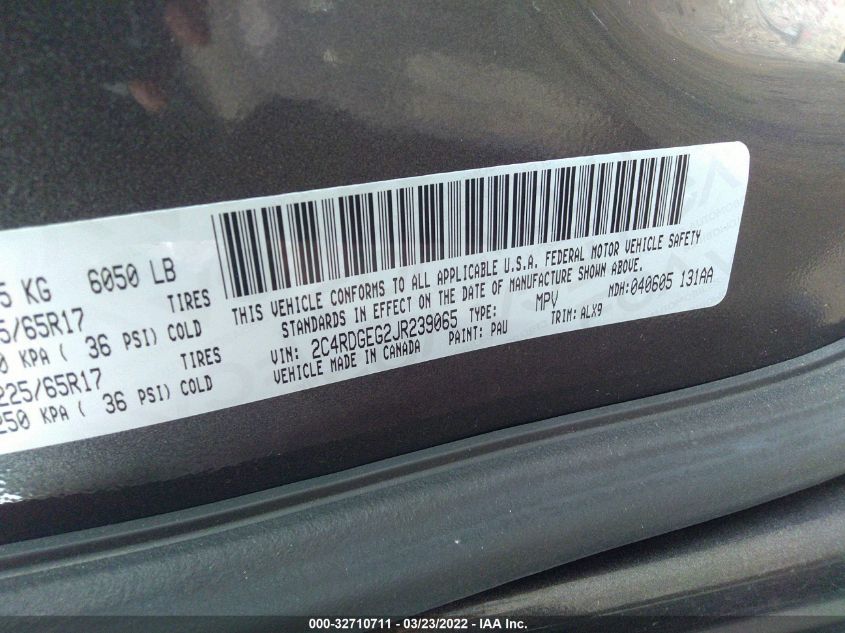 5 KG 6050 LB
5/65R17 TIRES
0 KPA ( 36 PSI) COLD
225/65R17 TIRES
250 KPA ( 36 PSI) COLD
THIS VEHICLE CONFORMS TO ALL APPLICABLE U.S.A. FEDERAL MOTOR VEHICLE SAFETY
STANDARDS IN EFFECT ON THE DATE OF MANUFACTURE SHOWN ABOVE.
VIN: 2C4RDGEG2JR239065 TYPE: MPV MDH: 040605 131AA
VEHICLE MADE IN CANADA PAINT: PAU TRIM: ALX9
000-32710711 - 03/23/2022 - IAA Inc.